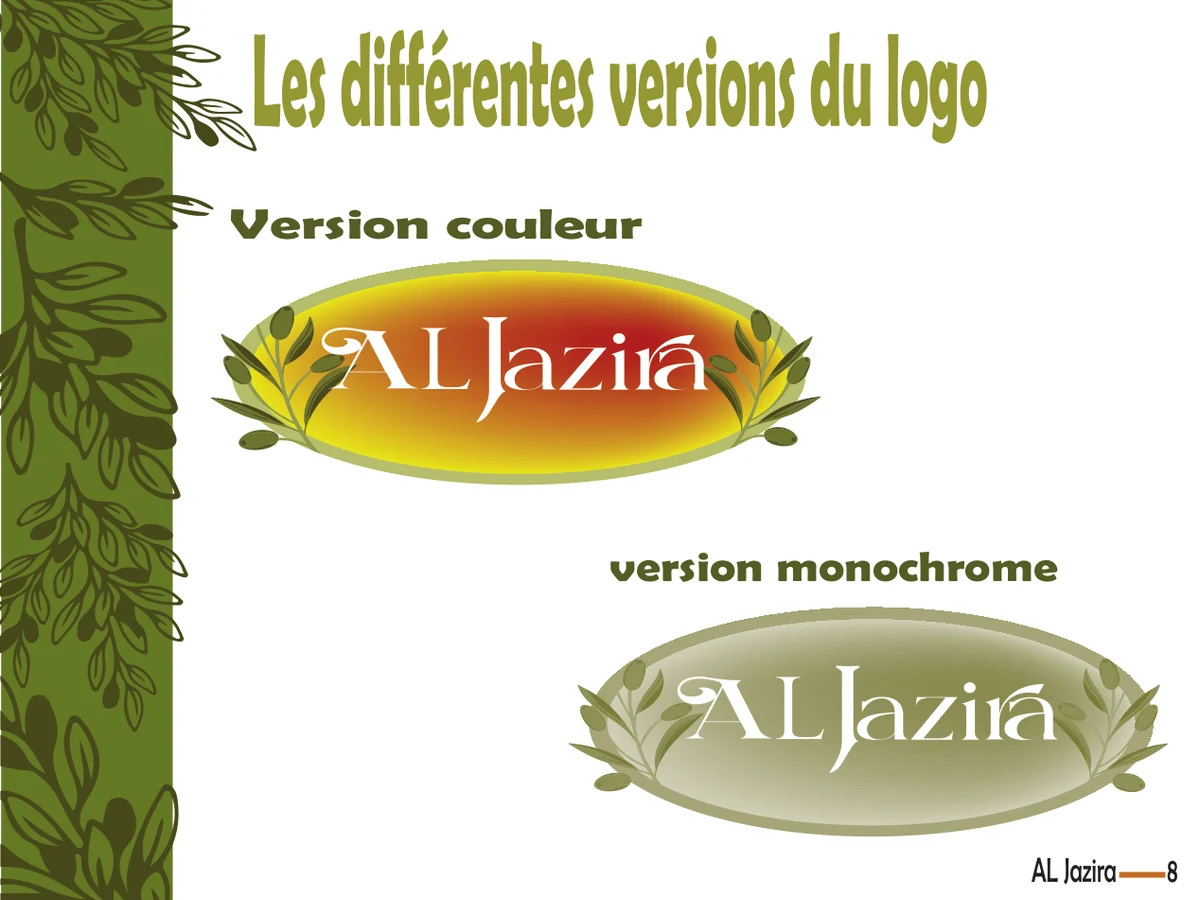 Les différentes versions du logo
Version couleur
AL Jazira
version monochrome
AL Jazira
AL Jazira 8